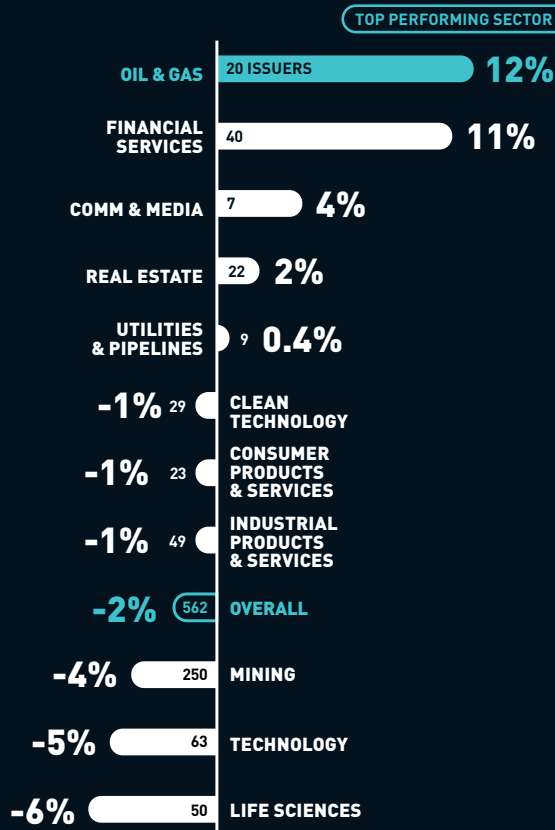 TOP PERFORMING SECTOR
OIL & GAS 20 ISSUERS 12%
FINANCIAL
SERVICES 40 11%
COMM & MEDIA 7 4%
REAL ESTATE 22 2%
UTILITIES
& PIPELINES 9 0.4%
-1% 29 CLEAN
TECHNOLOGY
-1% 23 CONSUMER
PRODUCTS
& SERVICES
-1% 49 INDUSTRIAL
PRODUCTS
& SERVICES
-2% 562 OVERALL
-4% 250 MINING
-5% 63 TECHNOLOGY
-6% 50 LIFE SCIENCES